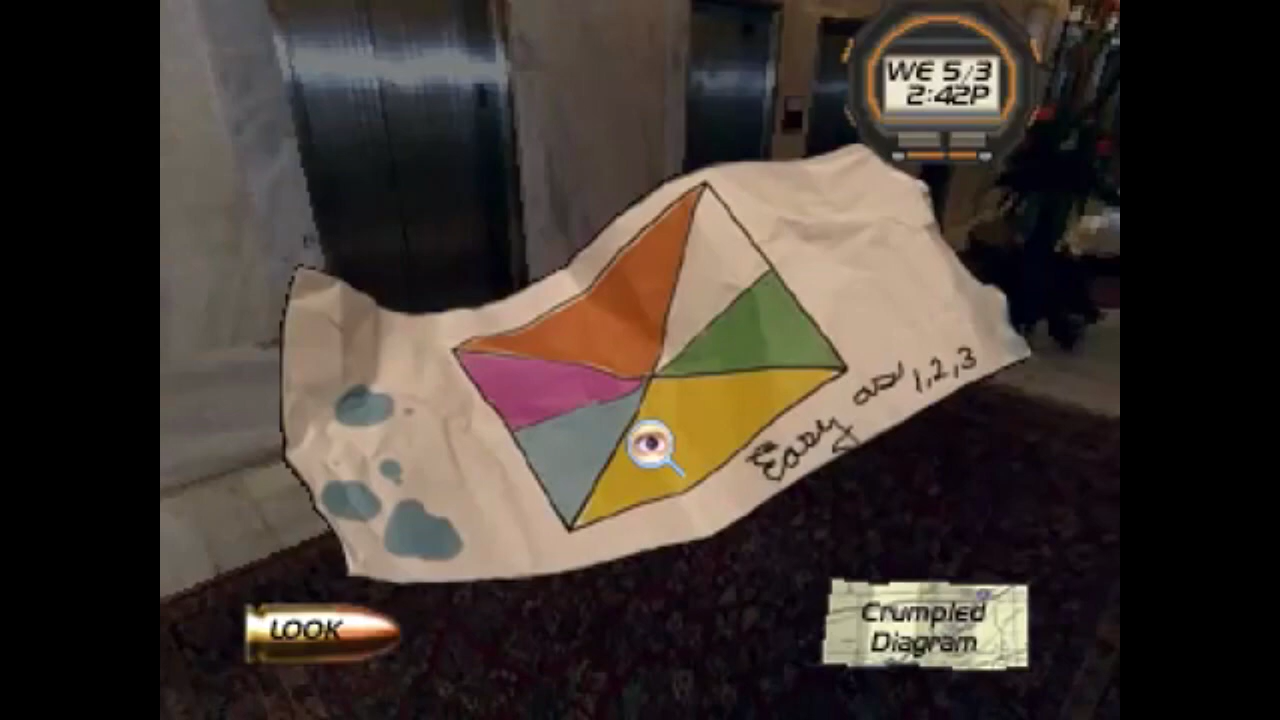 WE 5/3
2:42P
Easy as 1,2,3
LOOK
Crumpled
Diagram